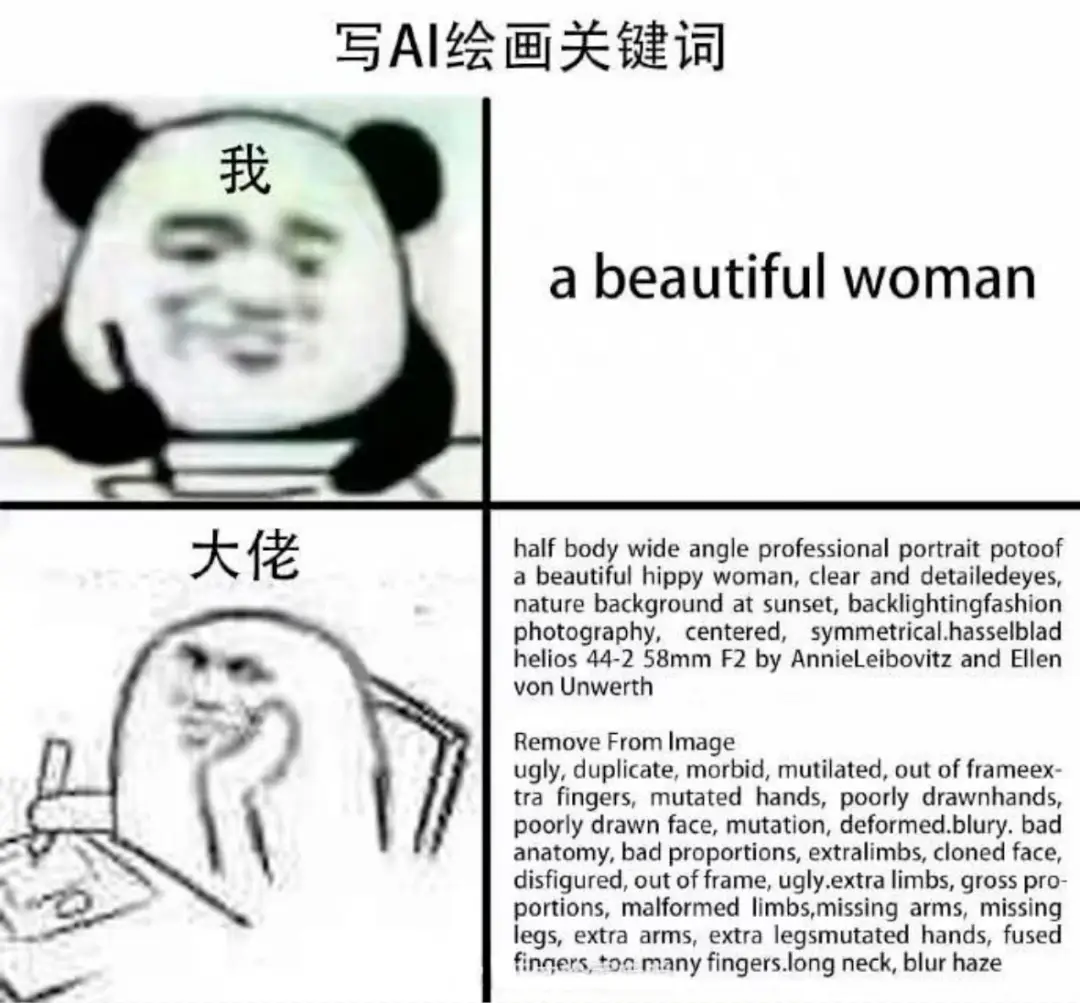 写AI绘画关键词
我
a beautiful woman
大佬
half body wide angle professional portrait potoof
a beautiful hippy woman, clear and detailedeyes,
nature background at sunset, backlightingfashion
photography, centered, symmetrical.hasselblad
helios 44-2 58mm F2 by AnnieLeibovitz and Ellen
von Unwerth
Remove From Image
ugly, duplicate, morbid, mutilated, out of frameex-
tra fingers, mutated hands, poorly drawnhands,
poorly drawn face, mutation, deformed.blury. bad
anatomy, bad proportions, extralimbs, cloned face,
disfigured, out of frame, ugly.extra limbs, gross pro-
portions, malformed limbs,missing arms, missing
legs, extra arms, extra legsmutated hands, fused
fingers, too many fingers.long neck, blur haze